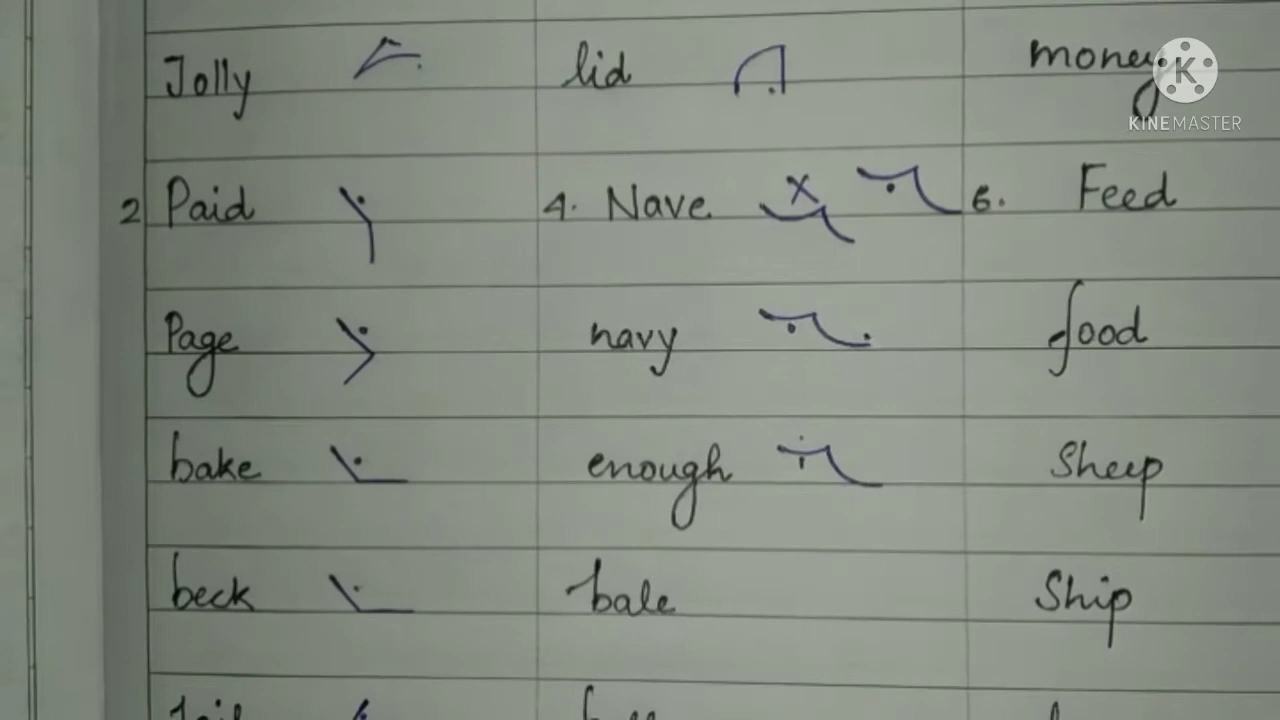 Jolly lid money
2 Paid 4. Nave x 6. Feed
Page navy food
bake enough Sheep
beck bale Ship
K
KINEMASTER